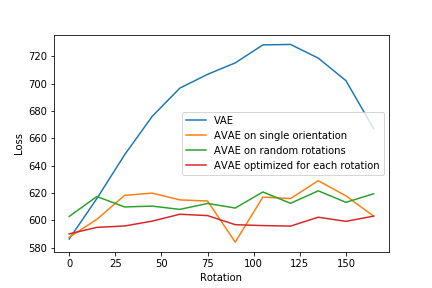 720
700
680
660
640
620
600
580
Loss
VAE
AVAE on single orientation
AVAE on random rotations
AVAE optimized for each rotation
0 25 50 75 100 125 150
Rotation